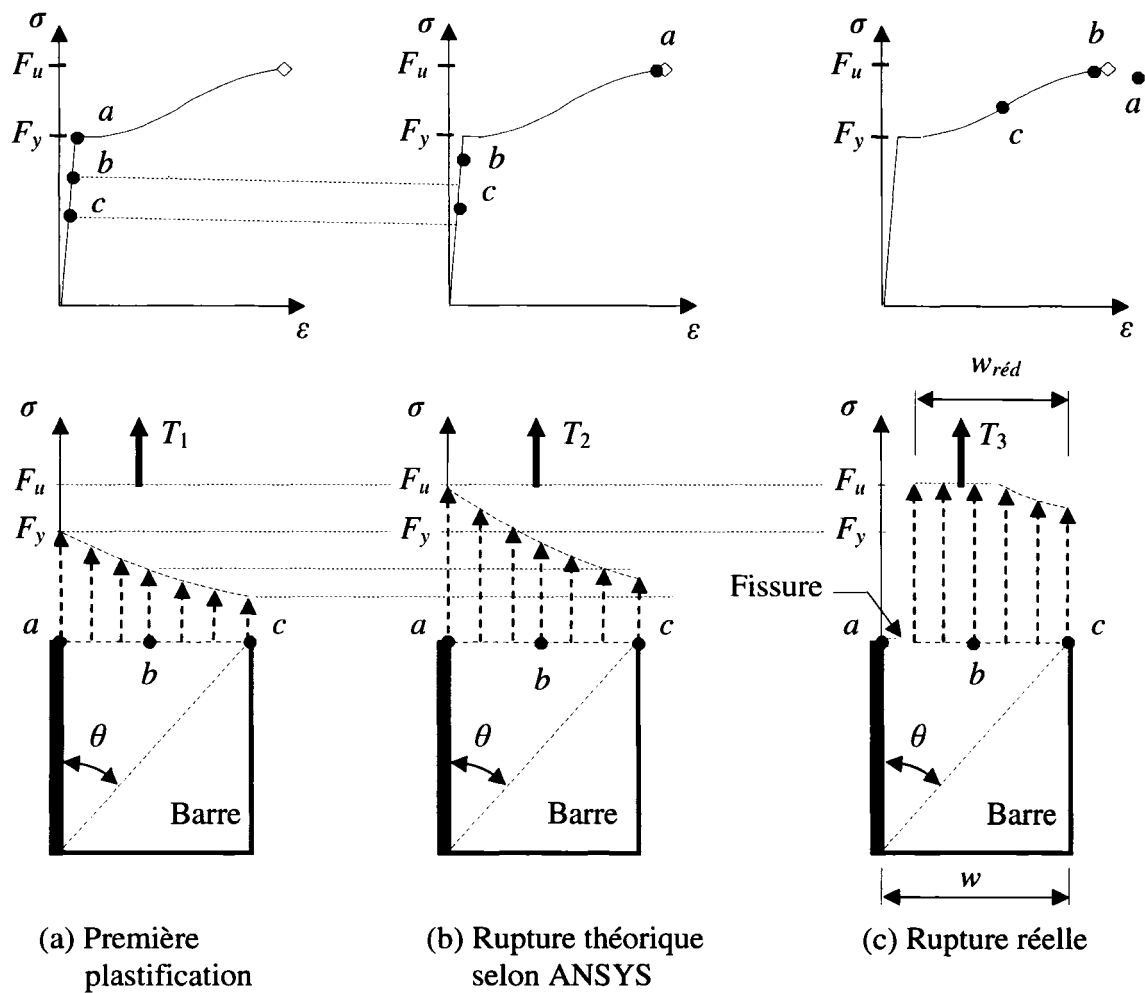 σ
F_u
F_y
a
b
c
ε
σ
F_u
F_y
a
b
c
ε
σ
F_u
F_y
b
a
c
ε
σ
T_1
F_u
F_y
a
b
c
θ
Barre
σ
T_2
F_u
F_y
a
b
c
θ
Barre
w_réd
σ
T_3
F_u
F_y
Fissure
a
b
c
θ
Barre
w
(a) Première
plastification
(b) Rupture théorique
selon ANSYS
(c) Rupture réelle